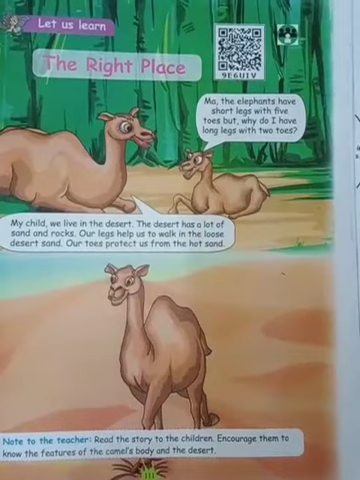 Let us learn
The Right Place
9E6U1V
Ma, the elephants have
short legs with five
toes but, why do I have
long legs with two toes?
My child, we live in the desert. The desert has a lot of
sand and rocks. Our legs help us to walk in the loose
desert sand. Our toes protect us from the hot sand.
Note to the teacher: Read the story to the children. Encourage them to
know the features of the camel's body and the desert.